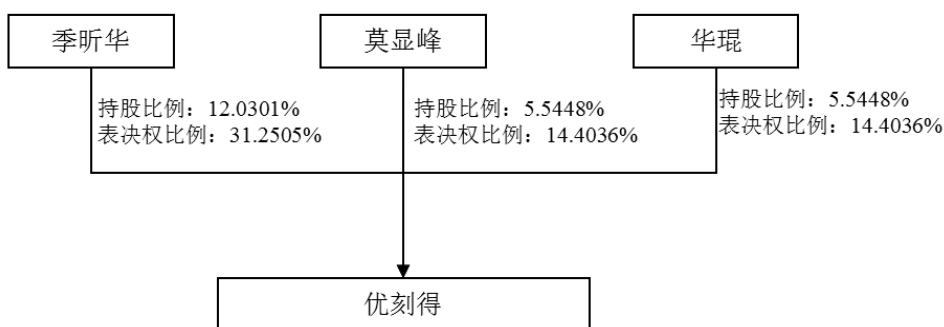 季昕华
莫显峰
华琨
持股比例：12.0301%
表决权比例：31.2505%
持股比例：5.5448%
表决权比例：14.4036%
持股比例：5.5448%
表决权比例：14.4036%
优刻得